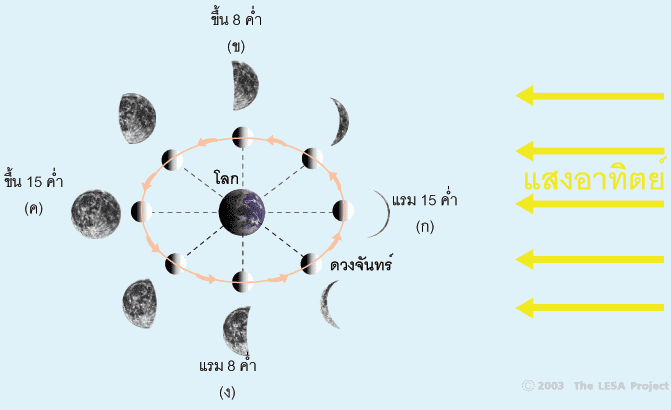 ขึ้น 8 ค่ำ
(ข)
โลก
แสงอาทิตย์
ขึ้น 15 ค่ำ
(ค)
แรม 15 ค่ำ
(ก)
ดวงจันทร์
แรม 8 ค่ำ
(ง)
© 2003 The LESA Project